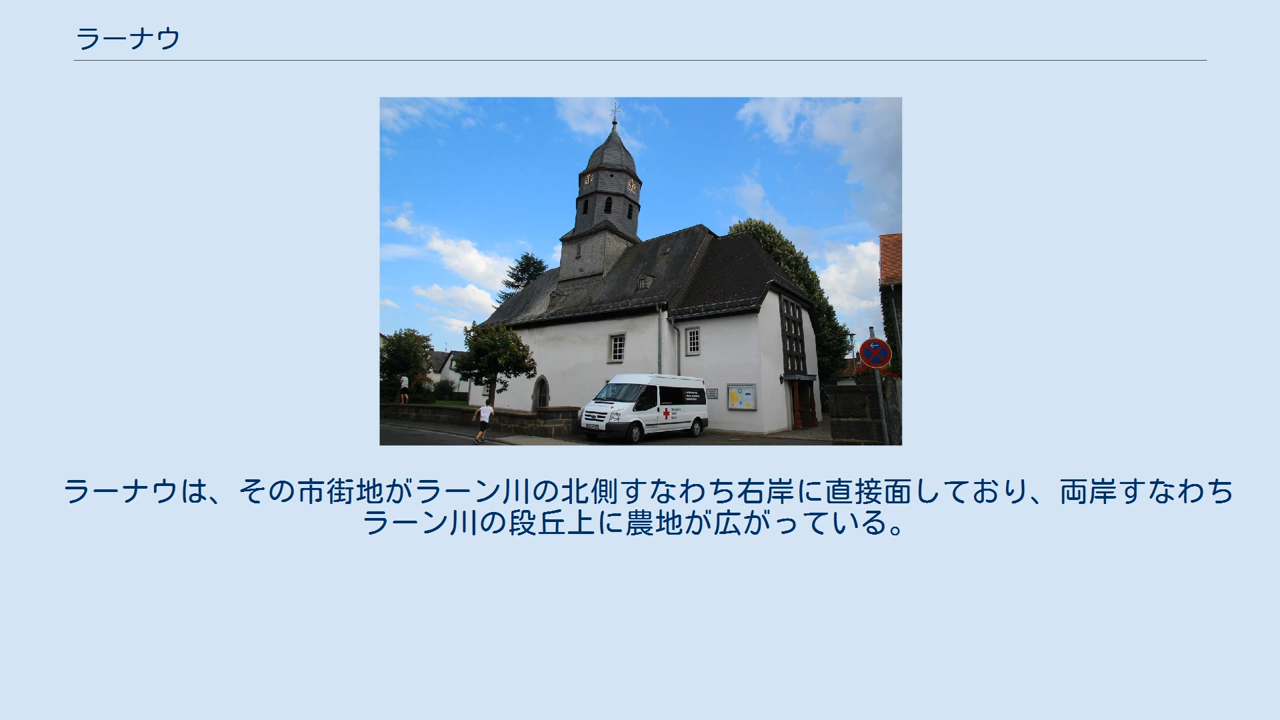 ラーナウ
ラーナウは、その市街地がラーン川の北側すなわち右岸に直接面しており、両岸すなわち
ラーン川の段丘上に農地が広がっている。